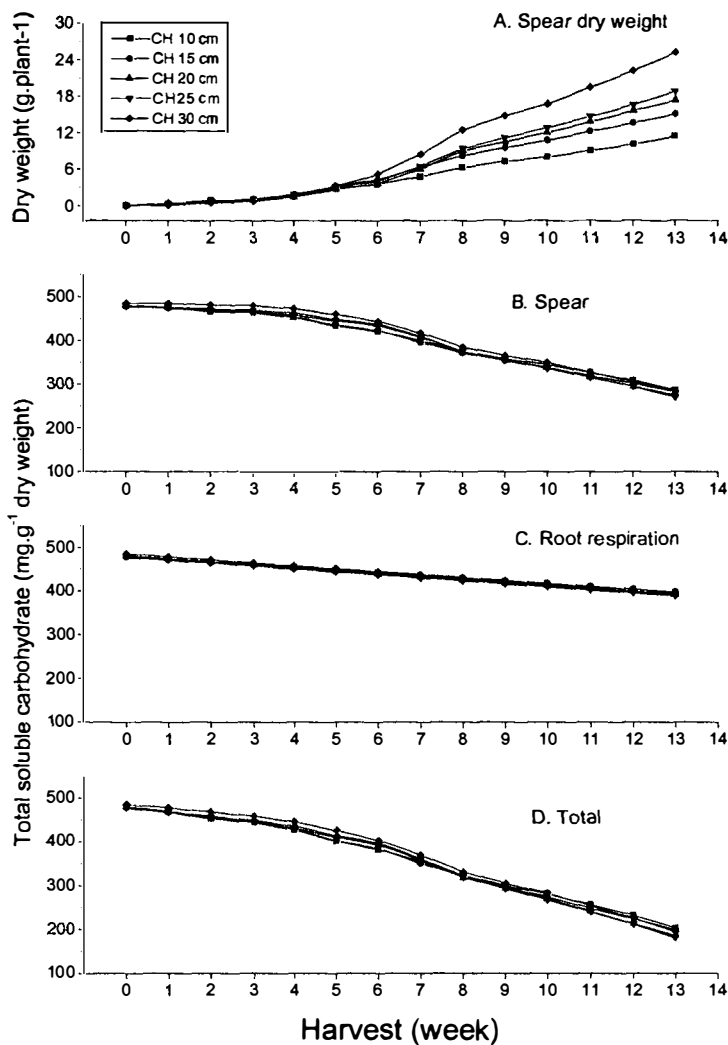 A. Spear dry weight
CH 10 cm
CH 15 cm
CH 20 cm
CH 25 cm
CH 30 cm
Dry weight (g.plant-1)
30
24
18
12
6
0
0 1 2 3 4 5 6 7 8 9 10 11 12 13 14
B. Spear
500
400
300
200
100
0 1 2 3 4 5 6 7 8 9 10 11 12 13 14
Total soluble carbohydrate (mg.g-1 dry weight)
C. Root respiration
500
400
300
200
100
0 1 2 3 4 5 6 7 8 9 10 11 12 13 14
D. Total
500
400
300
200
100
0 1 2 3 4 5 6 7 8 9 10 11 12 13 14
Harvest (week)